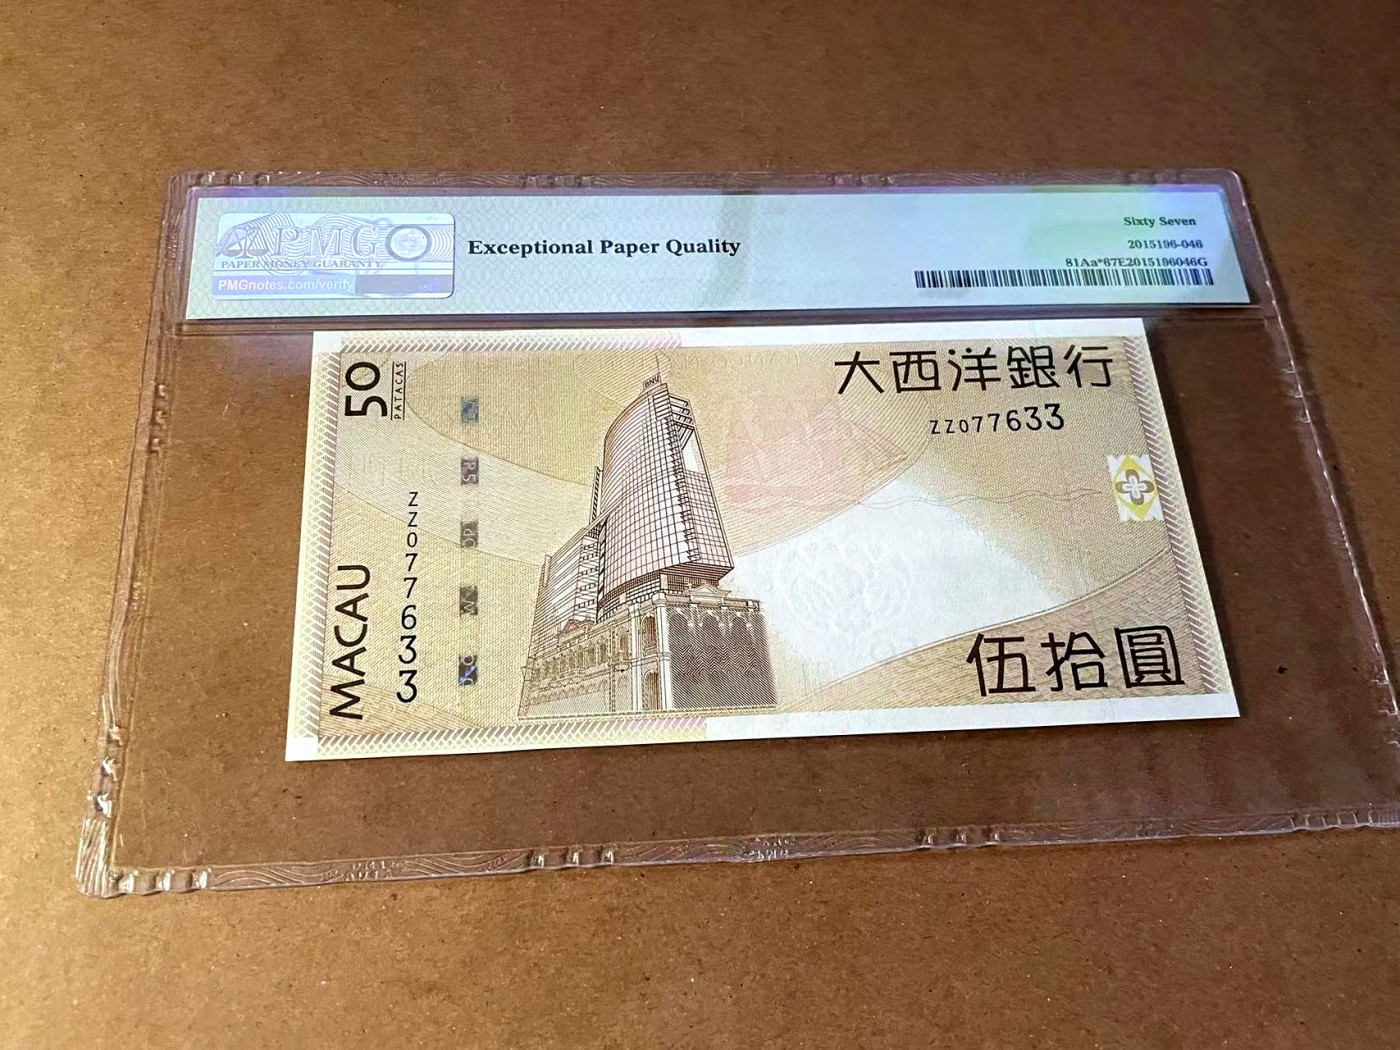 PMG
PAPER MONEY GUARANTY
PMGnotes.com/verify
Exceptional Paper Quality
Sixty Seven
2015196-046
81Aa*67E2015196046G
50
PATACAS
BNU
大西洋銀行
ZZ077633
ZZ077633
MACAU
伍拾圓